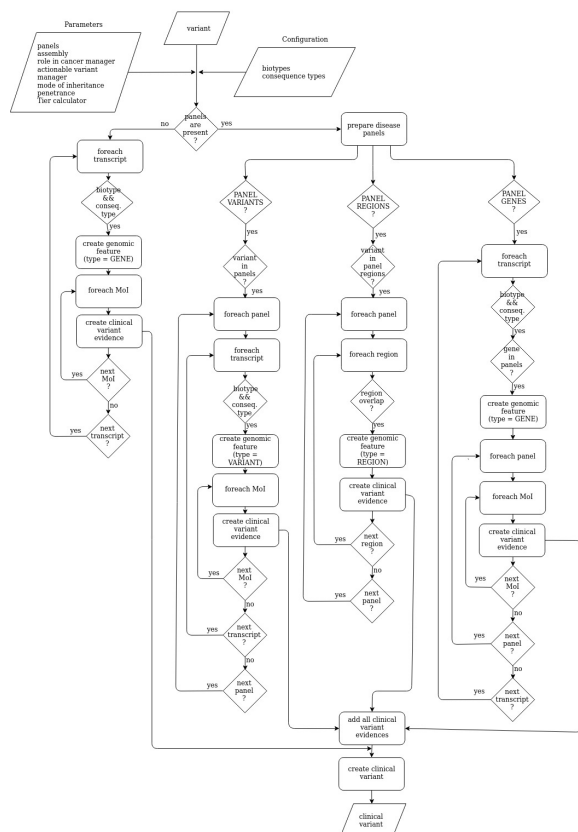 Parameters
variant
Configuration
panels
assembly
role in cancer manager
actionable variant
manager
mode of inheritance
penetrance
Tier calculator
biotypes
consequence types
panels
are
present
?
no
yes
prepare disease
panels
foreach
transcript
biotype
&&
conseq.
type
yes
create genomic
feature
(type = GENE)
foreach MoI
create clinical
variant
evidence
next
MoI
?
yes
no
next
transcript
?
yes
PANEL
VARIANTS
?
yes
variant
in
panels
?
yes
foreach panel
foreach
transcript
biotype
&&
conseq.
type
yes
create genomic
feature
(type =
VARIANT)
foreach MoI
create clinical
variant
evidence
next
MoI
?
yes
no
next
transcript
?
yes
no
next
panel
?
yes
PANEL
REGIONS
?
yes
variant
in
panel
regions?
yes
foreach panel
foreach region
region
overlap
?
yes
create genomic
feature
(type =
REGION)
create clinical
variant
evidence
next
region
?
yes
no
next
panel
?
yes
PANEL
GENES
?
yes
foreach
transcript
biotype
&&
conseq.
type
yes
gene
in
panels
?
yes
create genomic
feature
(type = GENE)
foreach panel
foreach MoI
create clinical
variant
evidence
next
MoI
?
yes
no
next
panel
?
yes
no
next
transcript
?
yes
add all clinical
variant
evidences
create clinical
variant
clinical
variant